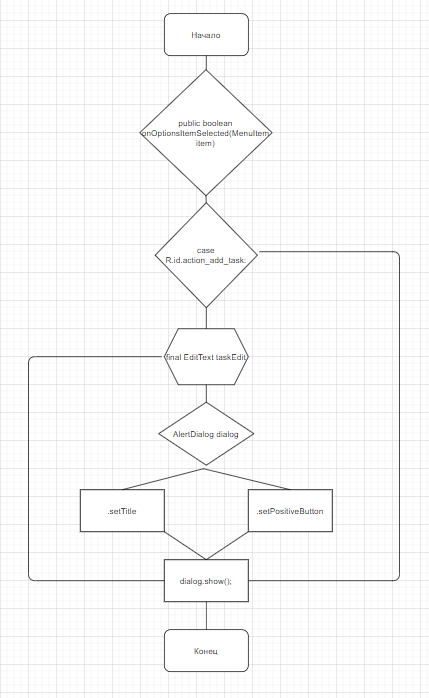 Начало
public boolean
onOptionsItemSelected(MenuItem
item)
case
R.id.action_add_task:
final EditText taskEdit
AlertDialog dialog
.setTitle
.setPositiveButton
dialog.show();
Конец